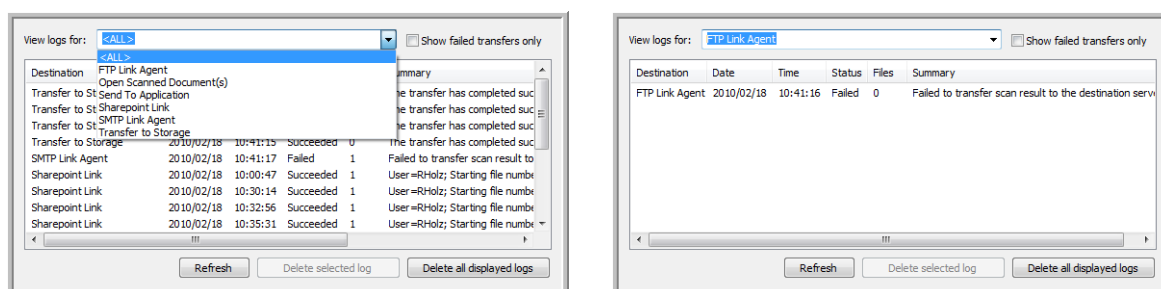 View logs for: <ALL> Show failed transfers only
<ALL>
FTP Link Agent
Open Scanned Document(s)
Send To Application
Sharepoint Link
SMTP Link Agent
Transfer to Storage
Destination ummary
Transfer to St he transfer has completed suc
Transfer to St he transfer has completed suc
Transfer to St he transfer has completed suc
Transfer to Storage 2010/02/18 10:41:15 Succeeded 0 The transfer has completed suc
SMTP Link Agent 2010/02/18 10:41:17 Failed 1 Failed to transfer scan result to
Sharepoint Link 2010/02/18 10:00:47 Succeeded 1 User=RHolz; Starting file numbe
Sharepoint Link 2010/02/18 10:30:14 Succeeded 1 User=RHolz; Starting file numbe
Sharepoint Link 2010/02/18 10:32:56 Succeeded 1 User=RHolz; Starting file numbe
Sharepoint Link 2010/02/18 10:35:31 Succeeded 1 User=RHolz; Starting file numbe
Refresh Delete selected log Delete all displayed logs
View logs for: FTP Link Agent Show failed transfers only
Destination Date Time Status Files Summary
FTP Link Agent 2010/02/18 10:41:16 Failed 0 Failed to transfer scan result to the destination serv
Refresh Delete selected log Delete all displayed logs